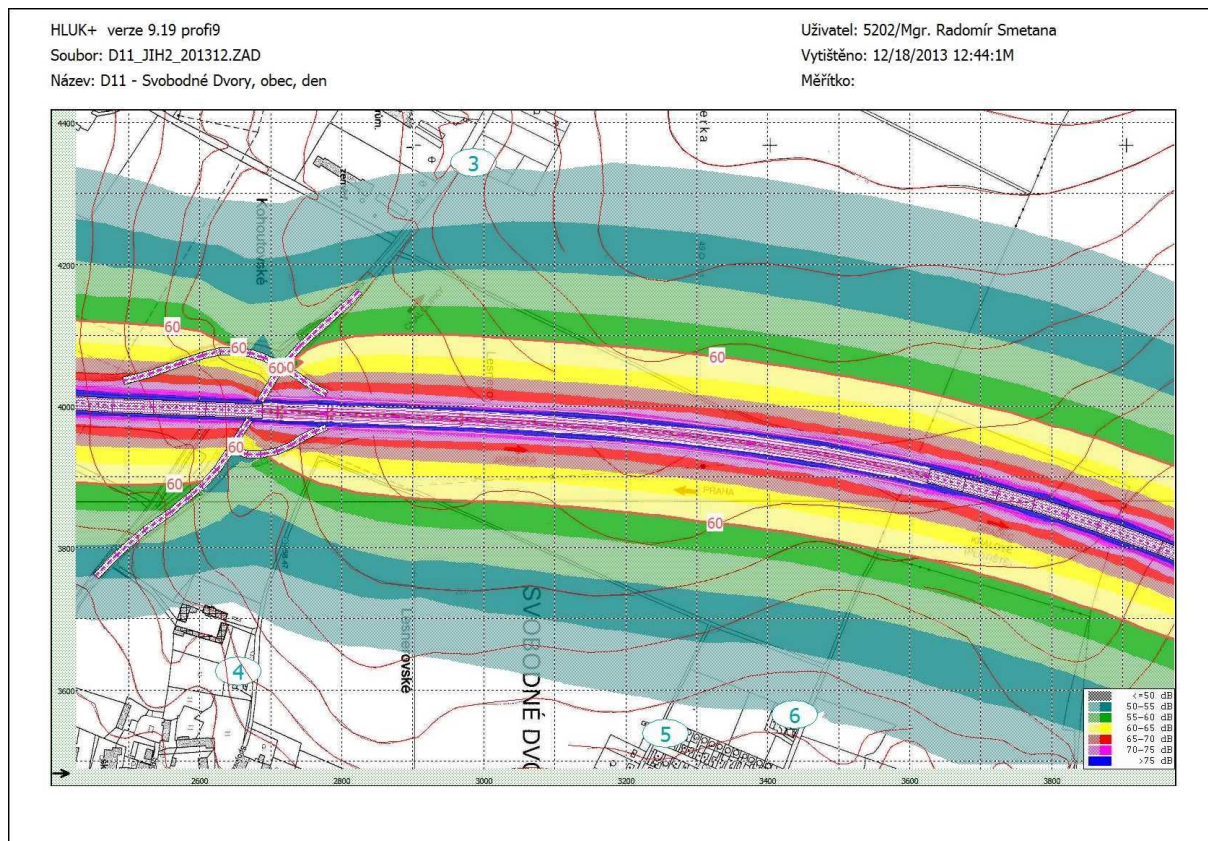 HLUK+ verze 9.19 profi9
Uživatel: 5202/Mgr. Radomír Smetana
Soubor: D11_JIH2_201312.ZAD
Vytištěno: 12/18/2013 12:44:1M
Název: D11 - Svobodné Dvory, obec, den
Měřítko:
4400
3
Kohoutovské
4200
60
60
60
60
4000
60
60
PRAHA
60
3800
SVOBODNÉ DVO
4
3600
5
6
<=50 dB
50-55 dB
55-60 dB
60-65 dB
65-70 dB
70-75 dB
>75 dB
2600
2800
3000
3200
3400
3600
3800